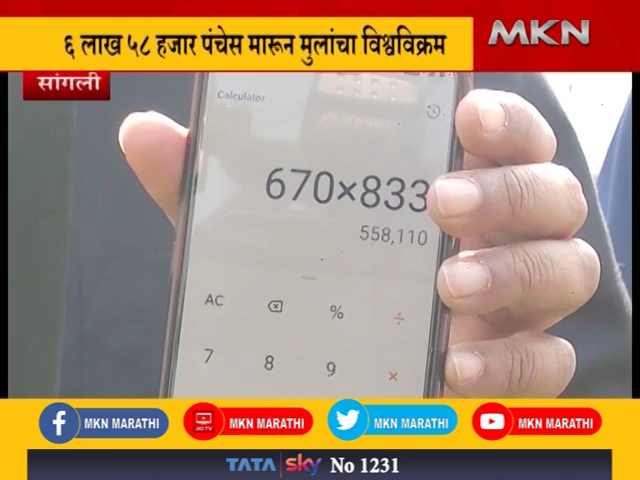 ६ लाख ५८ हजार पंचेस मारून मुलांचा विश्वविक्रम
MKN
सांगली
Calculator
670×833
558,110
AC % ÷
7 8 9 ×
MKN MARATHI
JIOTV
MKN MARATHI
MKN MARATHI
MKN MARATHI
TATA sky No 1231